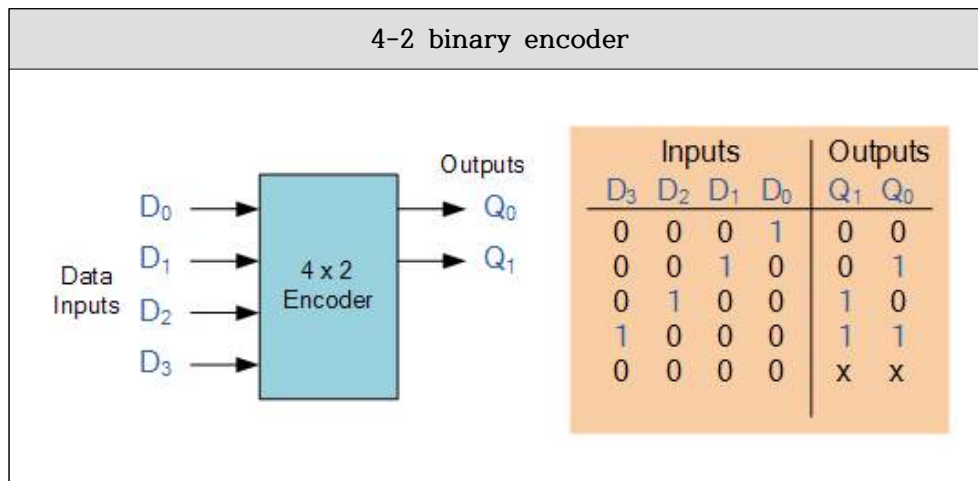 4-2 binary encoder
Outputs
D₀ Q₀
D₁ Q₁
Data
Inputs
D₂
D₃
4 x 2
Encoder
Inputs Outputs
D₃ D₂ D₁ D₀ Q₁ Q₀
0 0 0 1 0 0
0 0 1 0 0 1
0 1 0 0 1 0
1 0 0 0 1 1
0 0 0 0 x x